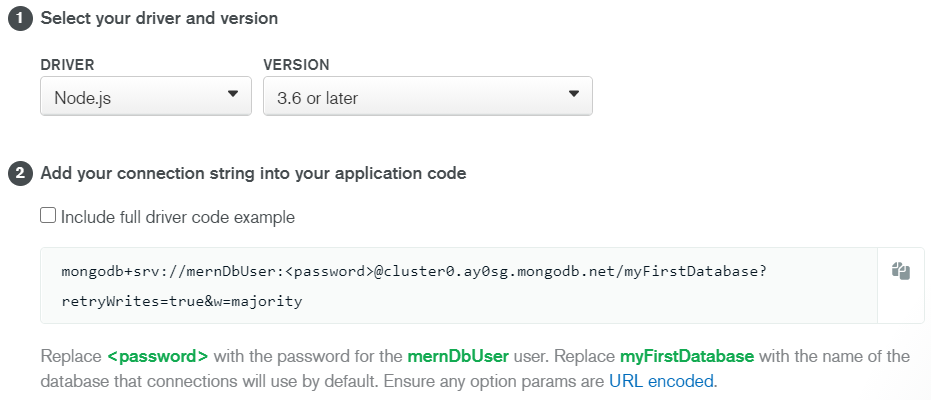 1 Select your driver and version
DRIVER VERSION
Node.js 3.6 or later
2 Add your connection string into your application code
Include full driver code example
mongodb+srv://mernDbUser:<password>@cluster0.ay0sg.mongodb.net/myFirstDatabase?
retryWrites=true&w=majority
Replace <password> with the password for the mernDbUser user. Replace myFirstDatabase with the name of the
database that connections will use by default. Ensure any option params are URL encoded.